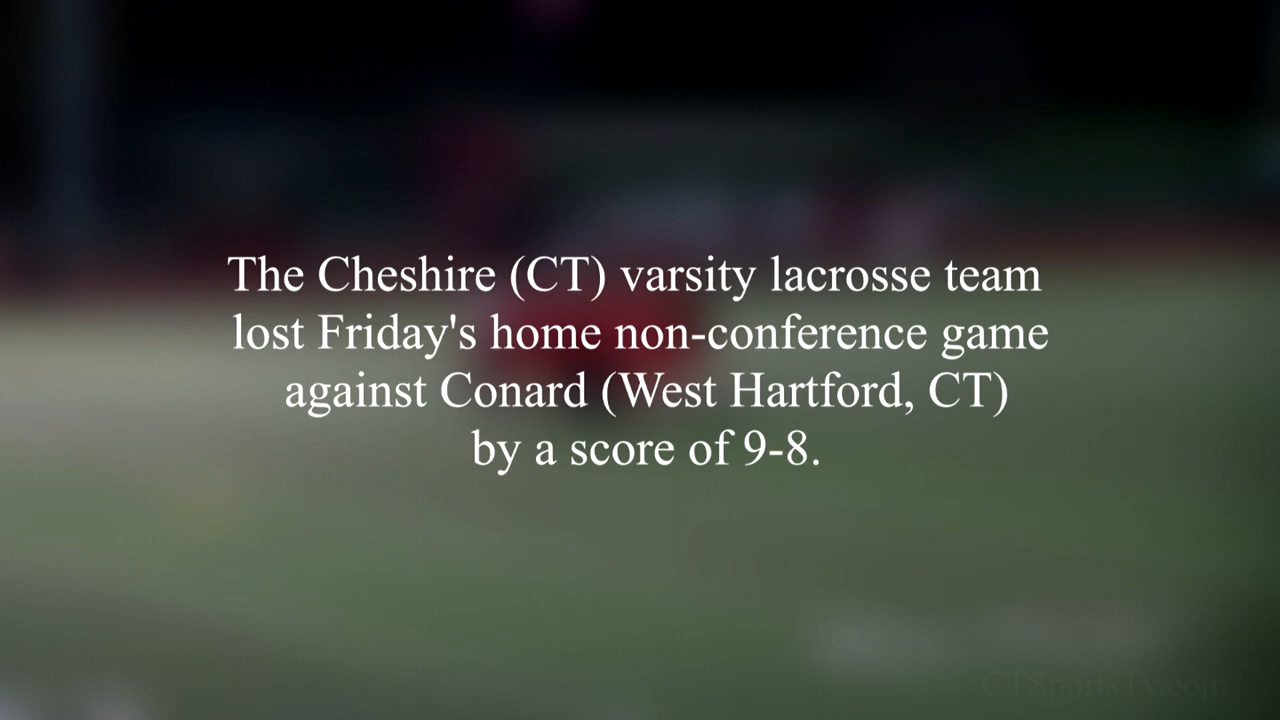 The Cheshire (CT) varsity lacrosse team
lost Friday's home non-conference game
against Conard (West Hartford, CT)
by a score of 9-8.
CTSportsTv.com